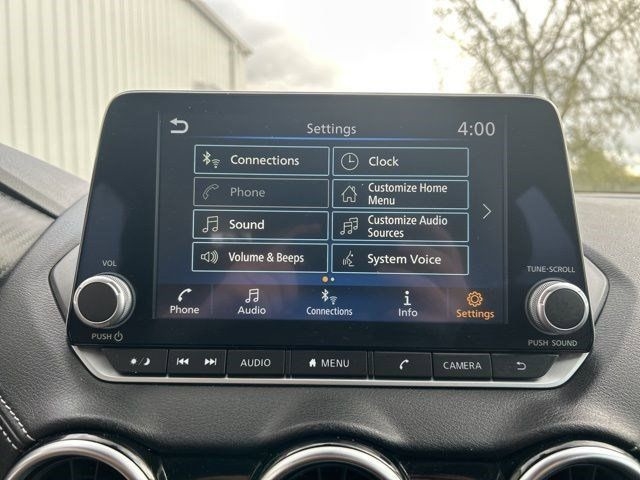 Settings
4:00
Connections
Clock
Phone
Customize Home
Menu
Sound
Customize Audio
Sources
Volume & Beeps
System Voice
Phone
Audio
Connections
Info
Settings
VOL
PUSH
TUNE·SCROLL
PUSH SOUND
AUDIO
MENU
CAMERA